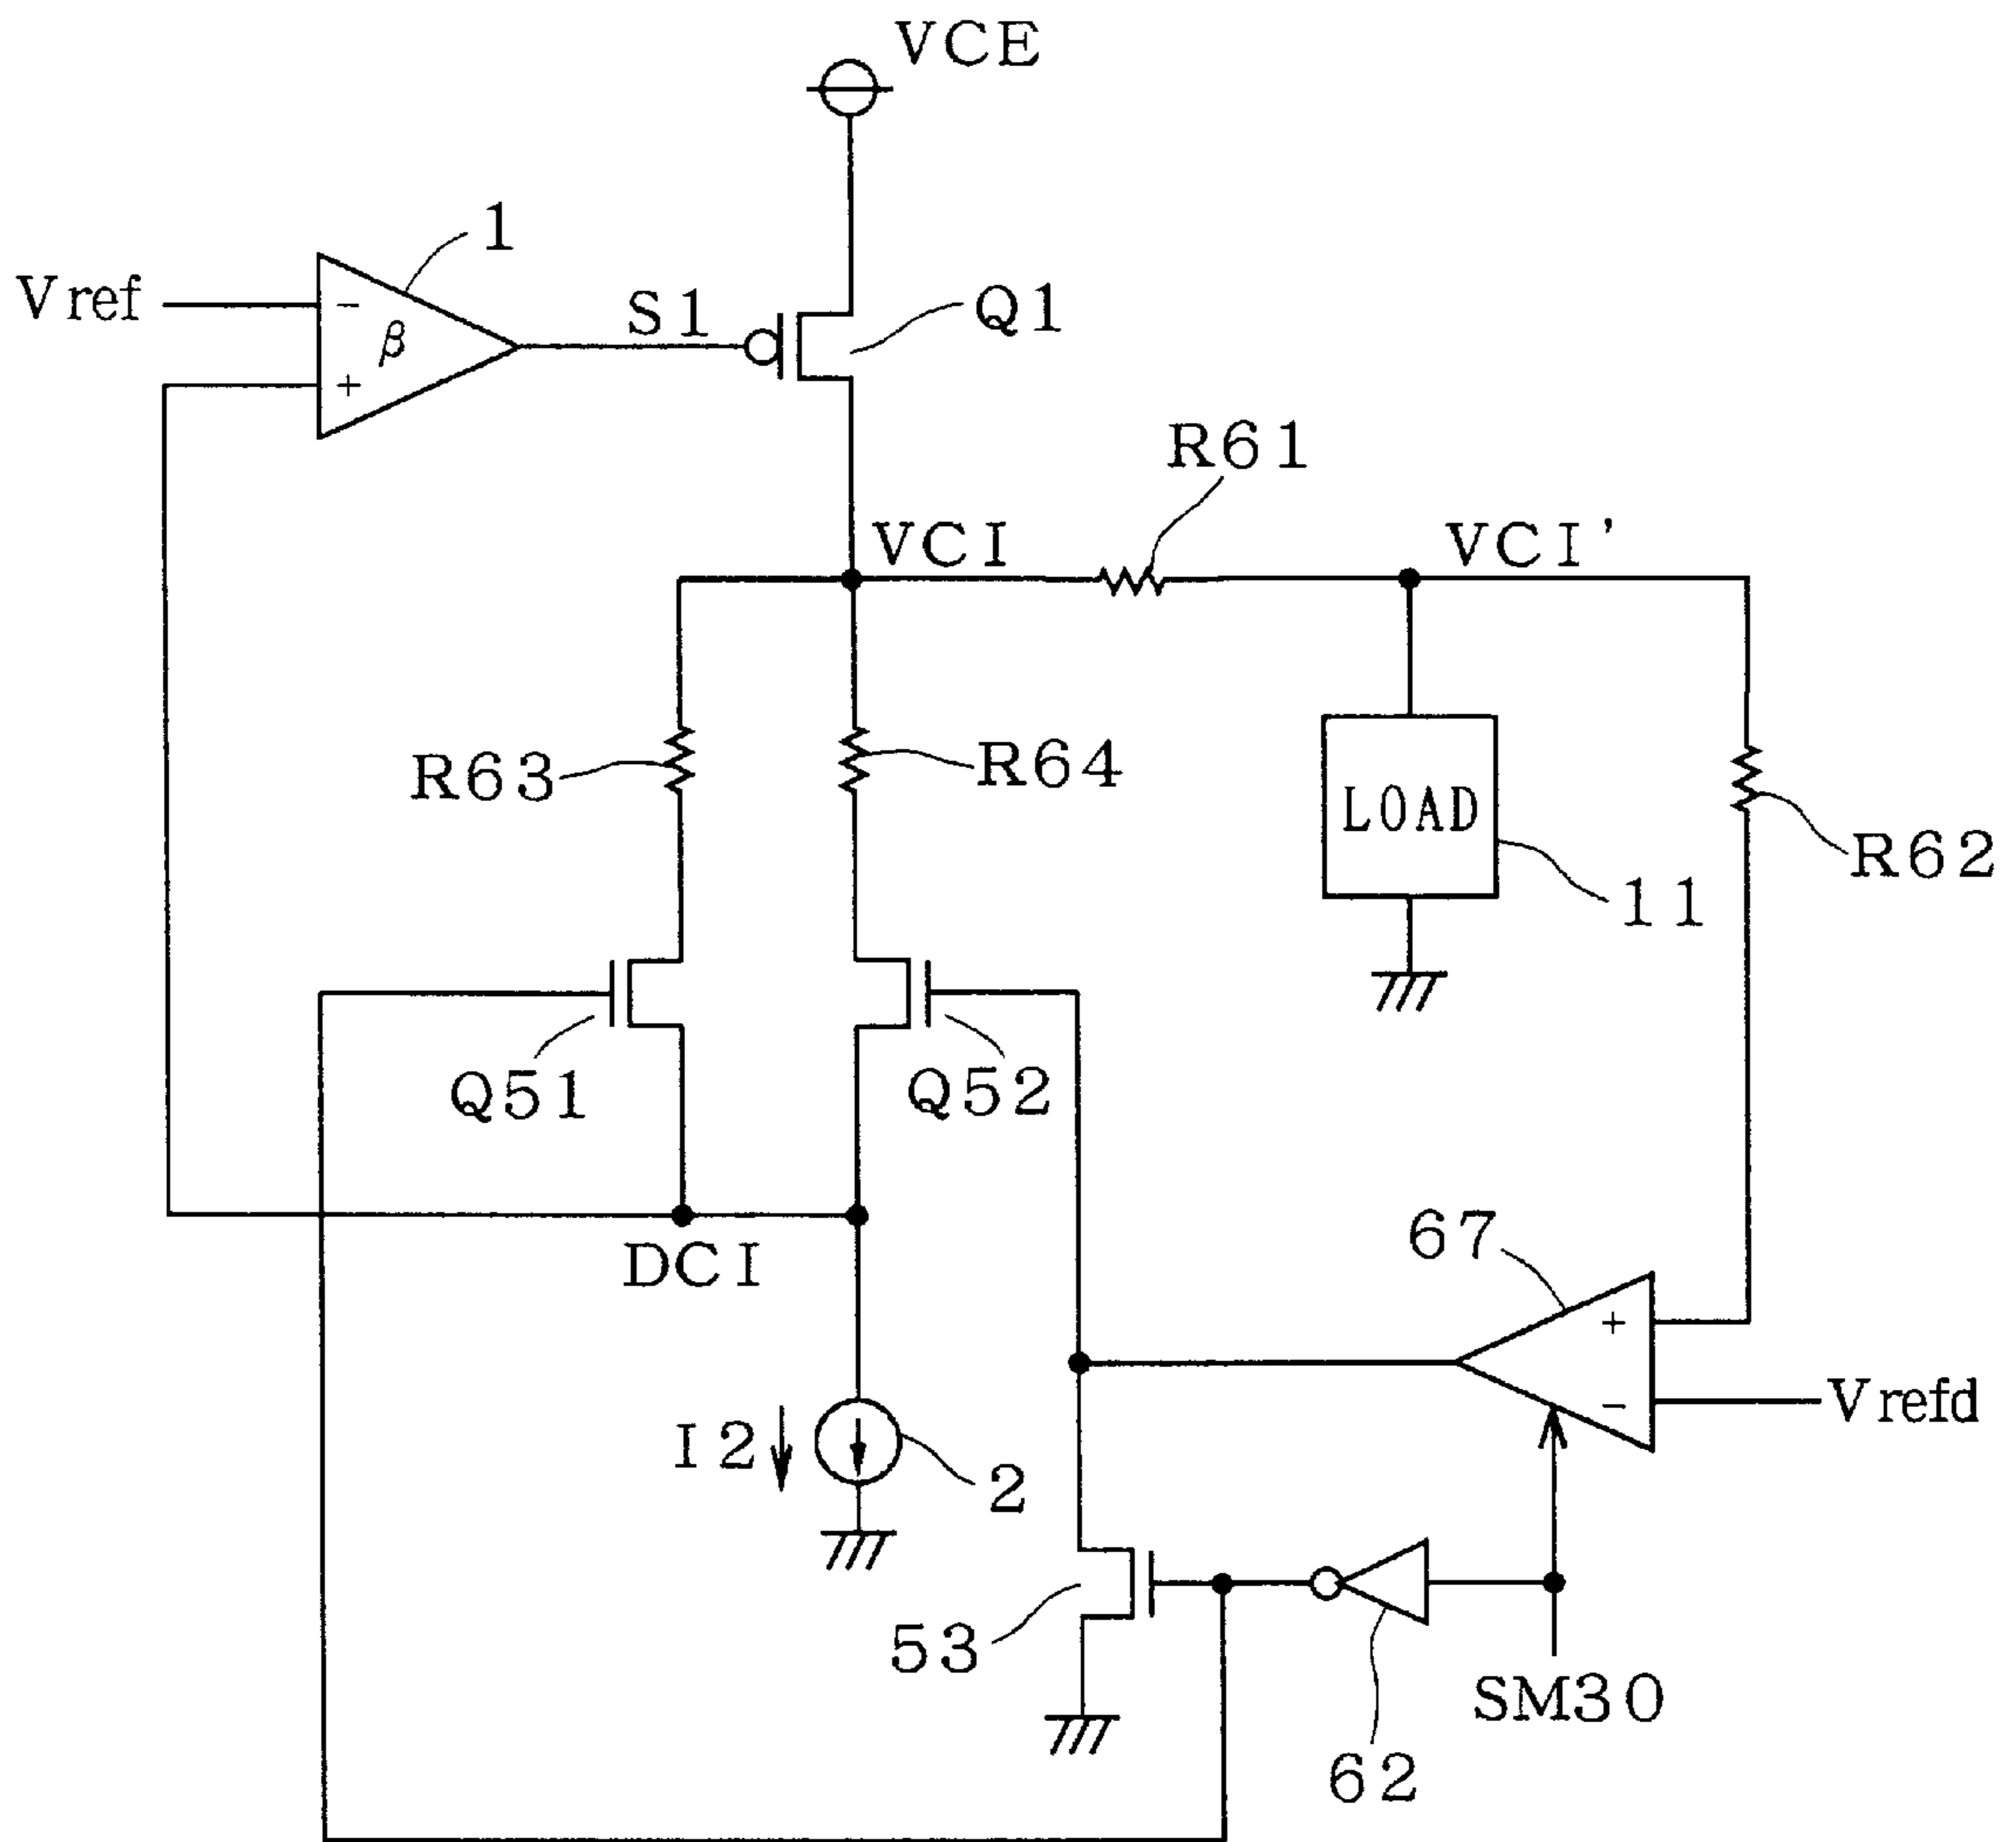 VCE
1
Vref
−
β
+
S1
Q1
R61
VCI
VCI'
R63
R64
LOAD
R62
11
Q51
Q52
DCI
67
+
−
Vrefd
I2
2
53
SM30
62